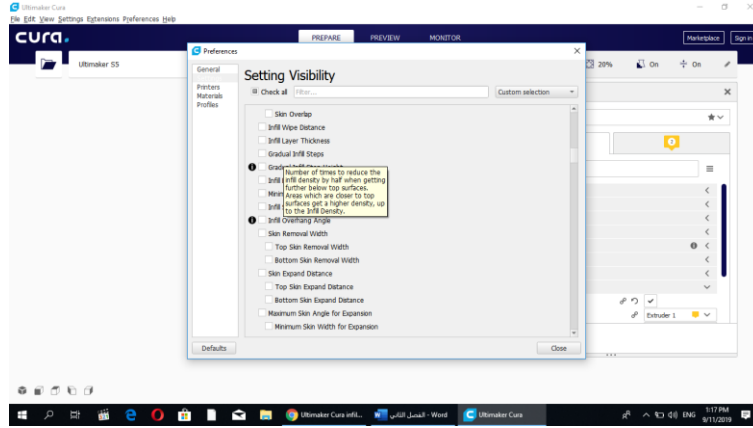 Ultimaker Cura
File Edit View Settings Extensions Preferences Help
cura.
PREPARE PREVIEW MONITOR
Marketplace Sign in
Ultimaker S5
20% On On
Preferences
General
Printers
Materials
Profiles
Setting Visibility
Check all Filter... Custom selection
Skin Overlap
Infill Wipe Distance
Infill Layer Thickness
Gradual Infill Steps
Number of times to reduce the
infill density by half when getting
further below top surfaces.
Areas which are closer to top
surfaces get a higher density, up
to the Infill Density.
Infill Overhang Angle
Skin Removal Width
Top Skin Removal Width
Bottom Skin Removal Width
Skin Expand Distance
Top Skin Expand Distance
Bottom Skin Expand Distance
Maximum Skin Angle for Expansion
Minimum Skin Width for Expansion
Extruder 1
Defaults Close
Ultimaker Cura infil...
الفصل الثاني - Word
Ultimaker Cura
ENG
1:17 PM
9/11/2019